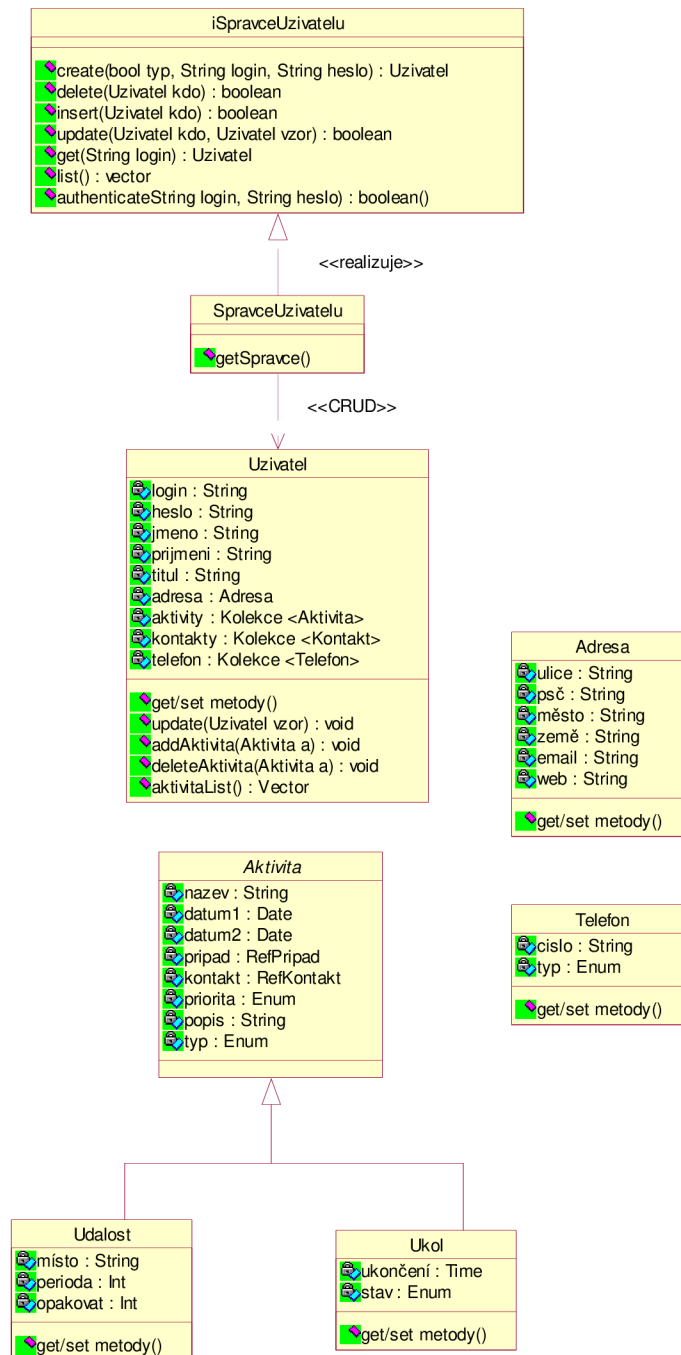 iSpravceUzivatelu
create(bool typ, String login, String heslo) : Uzivatel
delete(Uzivatel kdo) : boolean
insert(Uzivatel kdo) : boolean
update(Uzivatel kdo, Uzivatel vzor) : boolean
get(String login) : Uzivatel
list() : vector
authenticateString login, String heslo) : boolean()
<<realizuje>>
SpravceUzivatelu
getSpravce()
<<CRUD>>
Uzivatel
login : String
heslo : String
jmeno : String
prijmeni : String
titul : String
adresa : Adresa
aktivity : Kolekce <Aktivita>
kontakty : Kolekce <Kontakt>
telefon : Kolekce <Telefon>
get/set metody()
update(Uzivatel vzor) : void
addAktivita(Aktivita a) : void
deleteAktivita(Aktivita a) : void
aktivitaList() : Vector
Adresa
ulice : String
psč : String
město : String
země : String
email : String
web : String
get/set metody()
Aktivita
nazev : String
datum1 : Date
datum2 : Date
pripad : RefPripad
kontakt : RefKontakt
priorita : Enum
popis : String
typ : Enum
Telefon
cislo : String
typ : Enum
get/set metody()
Udalost
místo : String
perioda : Int
opakovat : Int
get/set metody()
Ukol
ukončení : Time
stav : Enum
get/set metody()